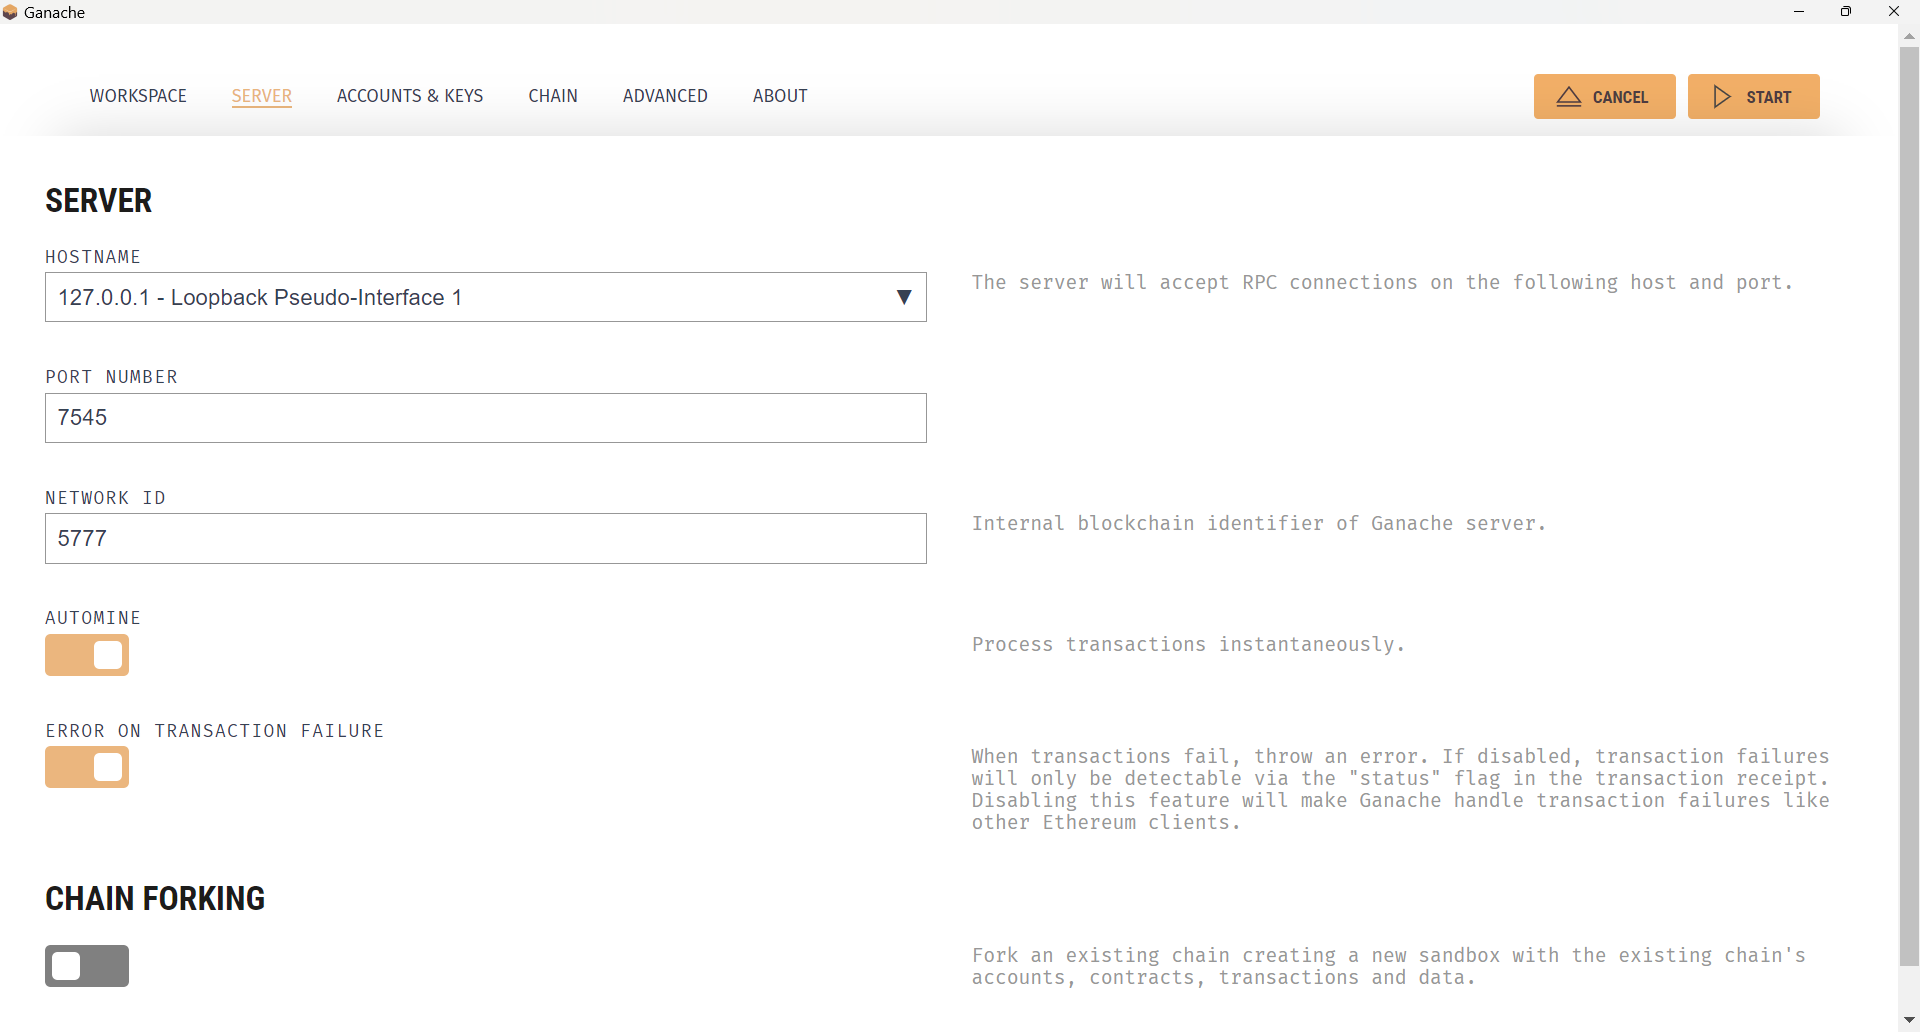 Ganache
WORKSPACE SERVER ACCOUNTS & KEYS CHAIN ADVANCED ABOUT CANCEL START
SERVER
HOSTNAME
127.0.0.1 - Loopback Pseudo-Interface 1
The server will accept RPC connections on the following host and port.
PORT NUMBER
7545
NETWORK ID
5777
Internal blockchain identifier of Ganache server.
AUTOMINE
Process transactions instantaneously.
ERROR ON TRANSACTION FAILURE
When transactions fail, throw an error. If disabled, transaction failures
will only be detectable via the "status" flag in the transaction receipt.
Disabling this feature will make Ganache handle transaction failures like
other Ethereum clients.
CHAIN FORKING
Fork an existing chain creating a new sandbox with the existing chain's
accounts, contracts, transactions and data.